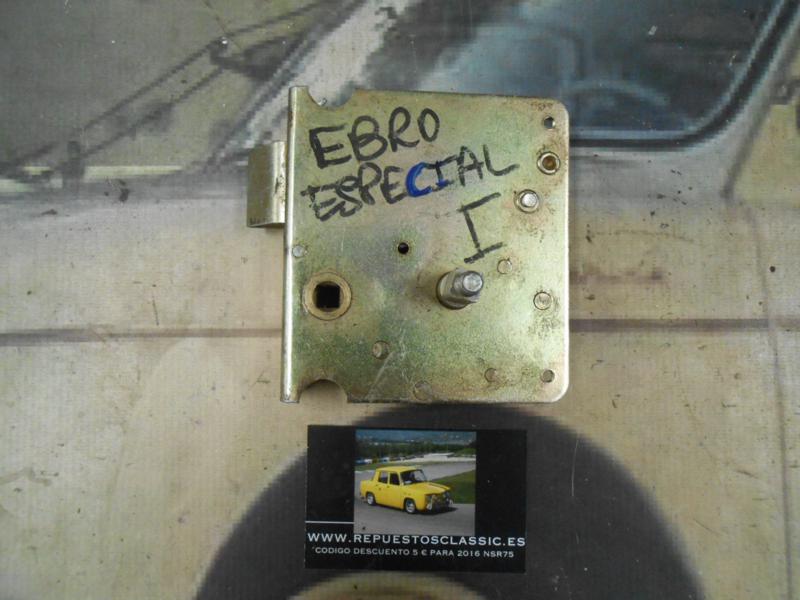 EBRO
ESPECIAL
I
WWW.REPUESTOSCLASSIC.ES
*CODIGO DESCUENTO 5 € PARA 2016 NSR75